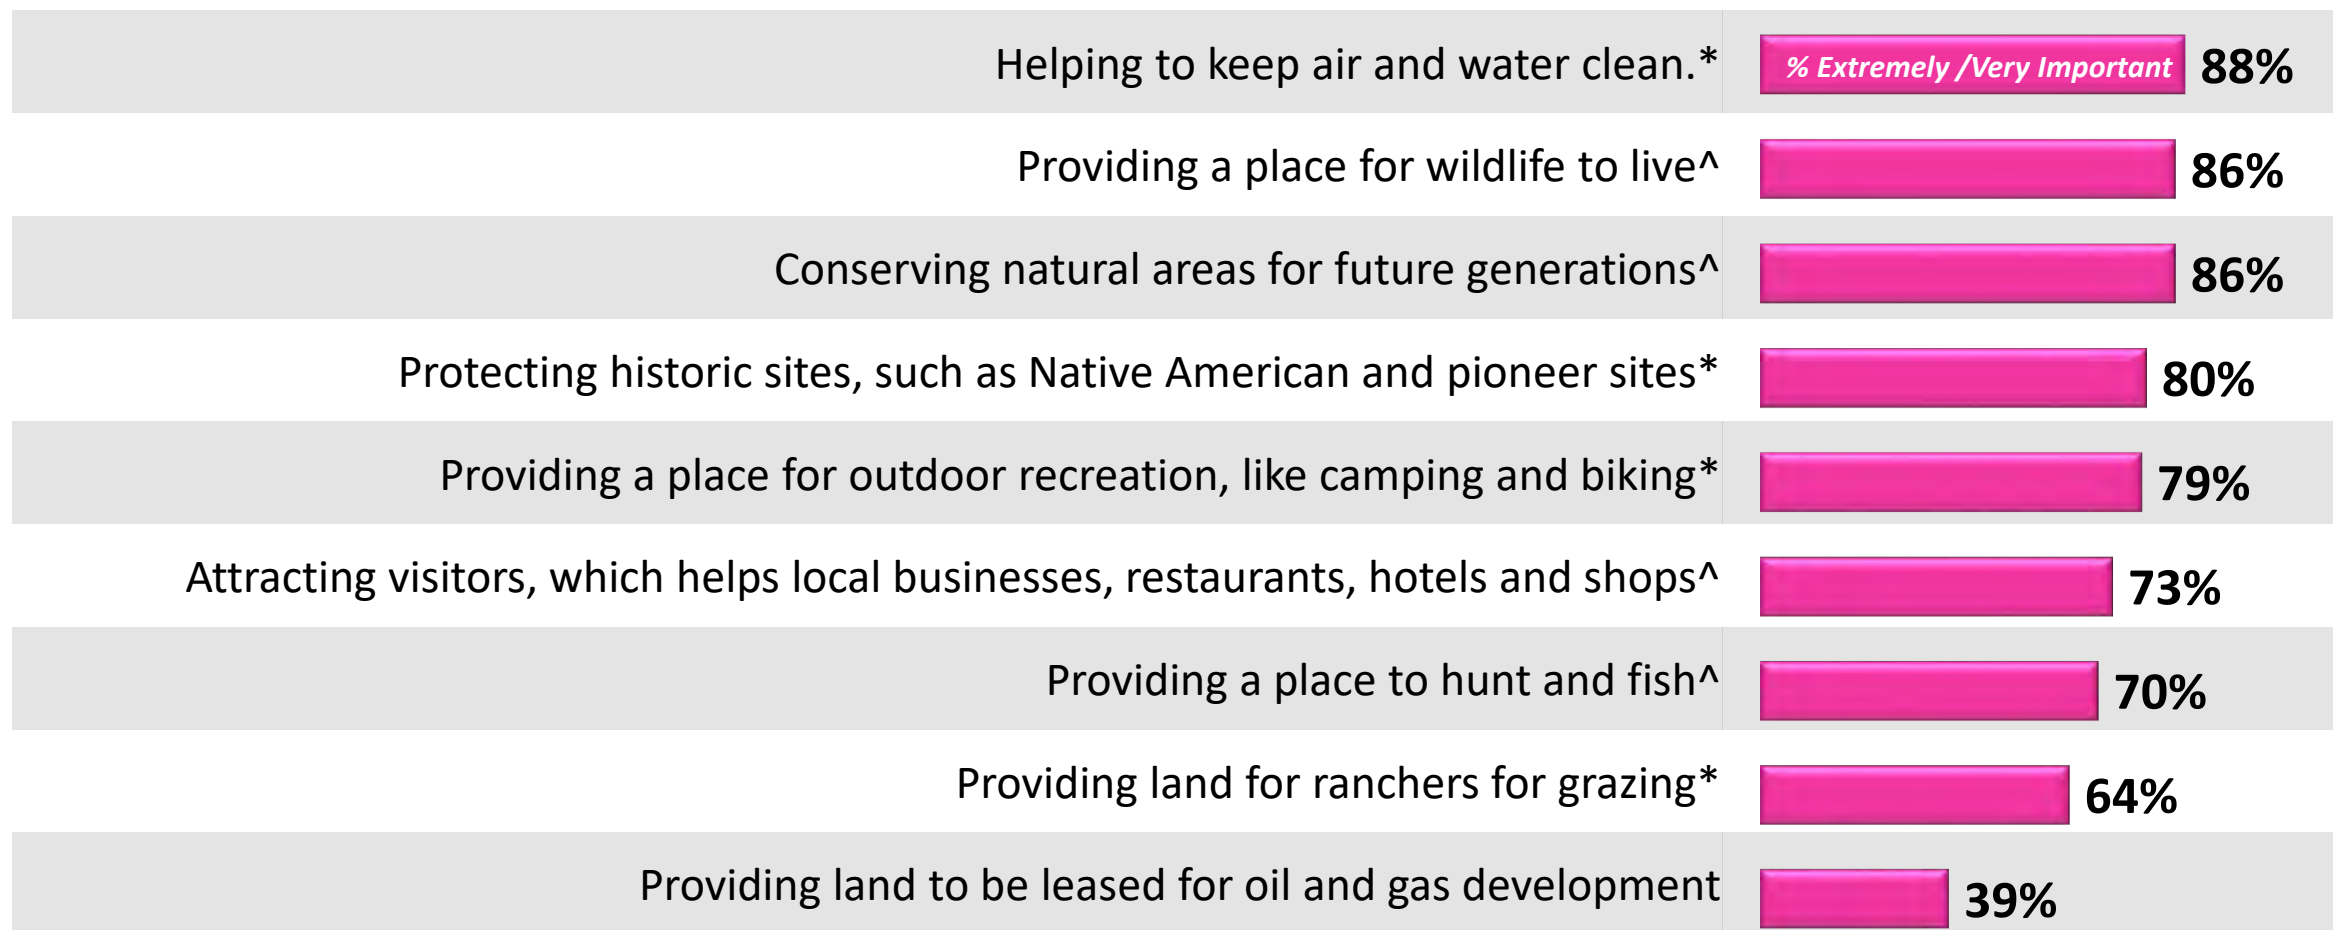 Helping to keep air and water clean.* % Extremely /Very Important 88%
Providing a place for wildlife to live^ 86%
Conserving natural areas for future generations^ 86%
Protecting historic sites, such as Native American and pioneer sites* 80%
Providing a place for outdoor recreation, like camping and biking* 79%
Attracting visitors, which helps local businesses, restaurants, hotels and shops^ 73%
Providing a place to hunt and fish^ 70%
Providing land for ranchers for grazing* 64%
Providing land to be leased for oil and gas development 39%